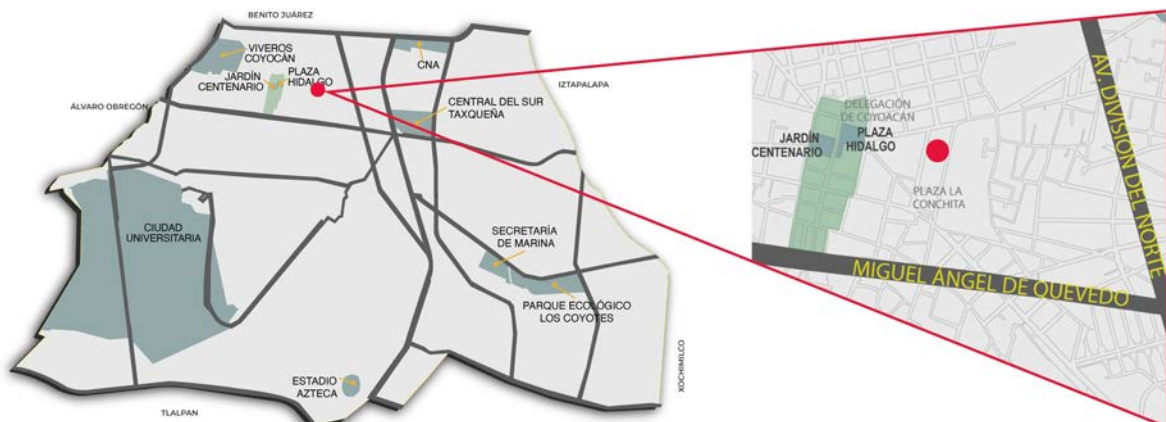 BENITO JUÁREZ
VIVEROS
COYOCÁN
CNA
JARDÍN
CENTENARIO
PLAZA
HIDALGO
IZTAPALAPA
ÁLVARO OBREGÓN
CENTRAL DEL SUR
TAXQUEÑA
CIUDAD
UNIVERSITARIA
SECRETARÍA
DE MARINA
PARQUE ECOLÓGICO
LOS COYOTES
ESTADIO
AZTECA
XOCHIMILCO
TLALPAN
AV. DIVISION DEL NORTE
DELEGACIÓN
DE COYOACÁN
JARDÍN
CENTENARIO
PLAZA
HIDALGO
PLAZA LA
CONCHITA
MIGUEL ÁNGEL DE QUEVEDO